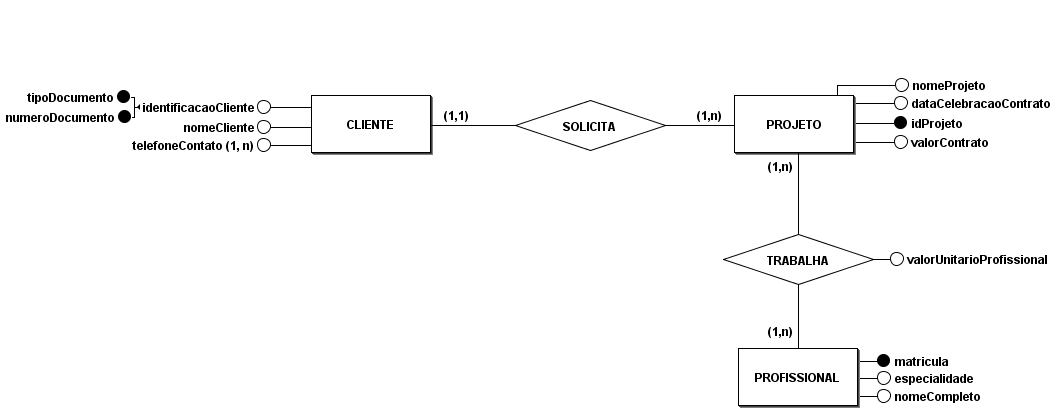 tipoDocumento
numeroDocumento
identificacaoCliente
nomeCliente
telefoneContato (1, n)
CLIENTE
(1,1)
SOLICITA
(1,n)
PROJETO
nomeProjeto
dataCelebracaoContrato
idProjeto
valorContrato
(1,n)
TRABALHA
valorUnitarioProfissional
(1,n)
PROFISSIONAL
matricula
especialidade
nomeCompleto